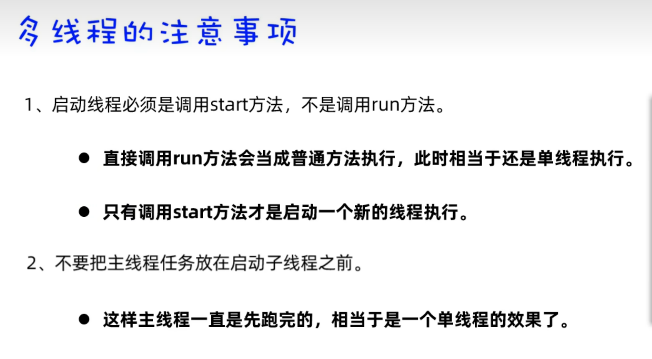 多线程的注意事项
1、启动线程必须是调用start方法，不是调用run方法。
● 直接调用run方法会当成普通方法执行，此时相当于还是单线程执行。
● 只有调用start方法才是启动一个新的线程执行。
2、不要把主线程任务放在启动子线程之前。
● 这样主线程一直是先跑完的，相当于是一个单线程的效果了。